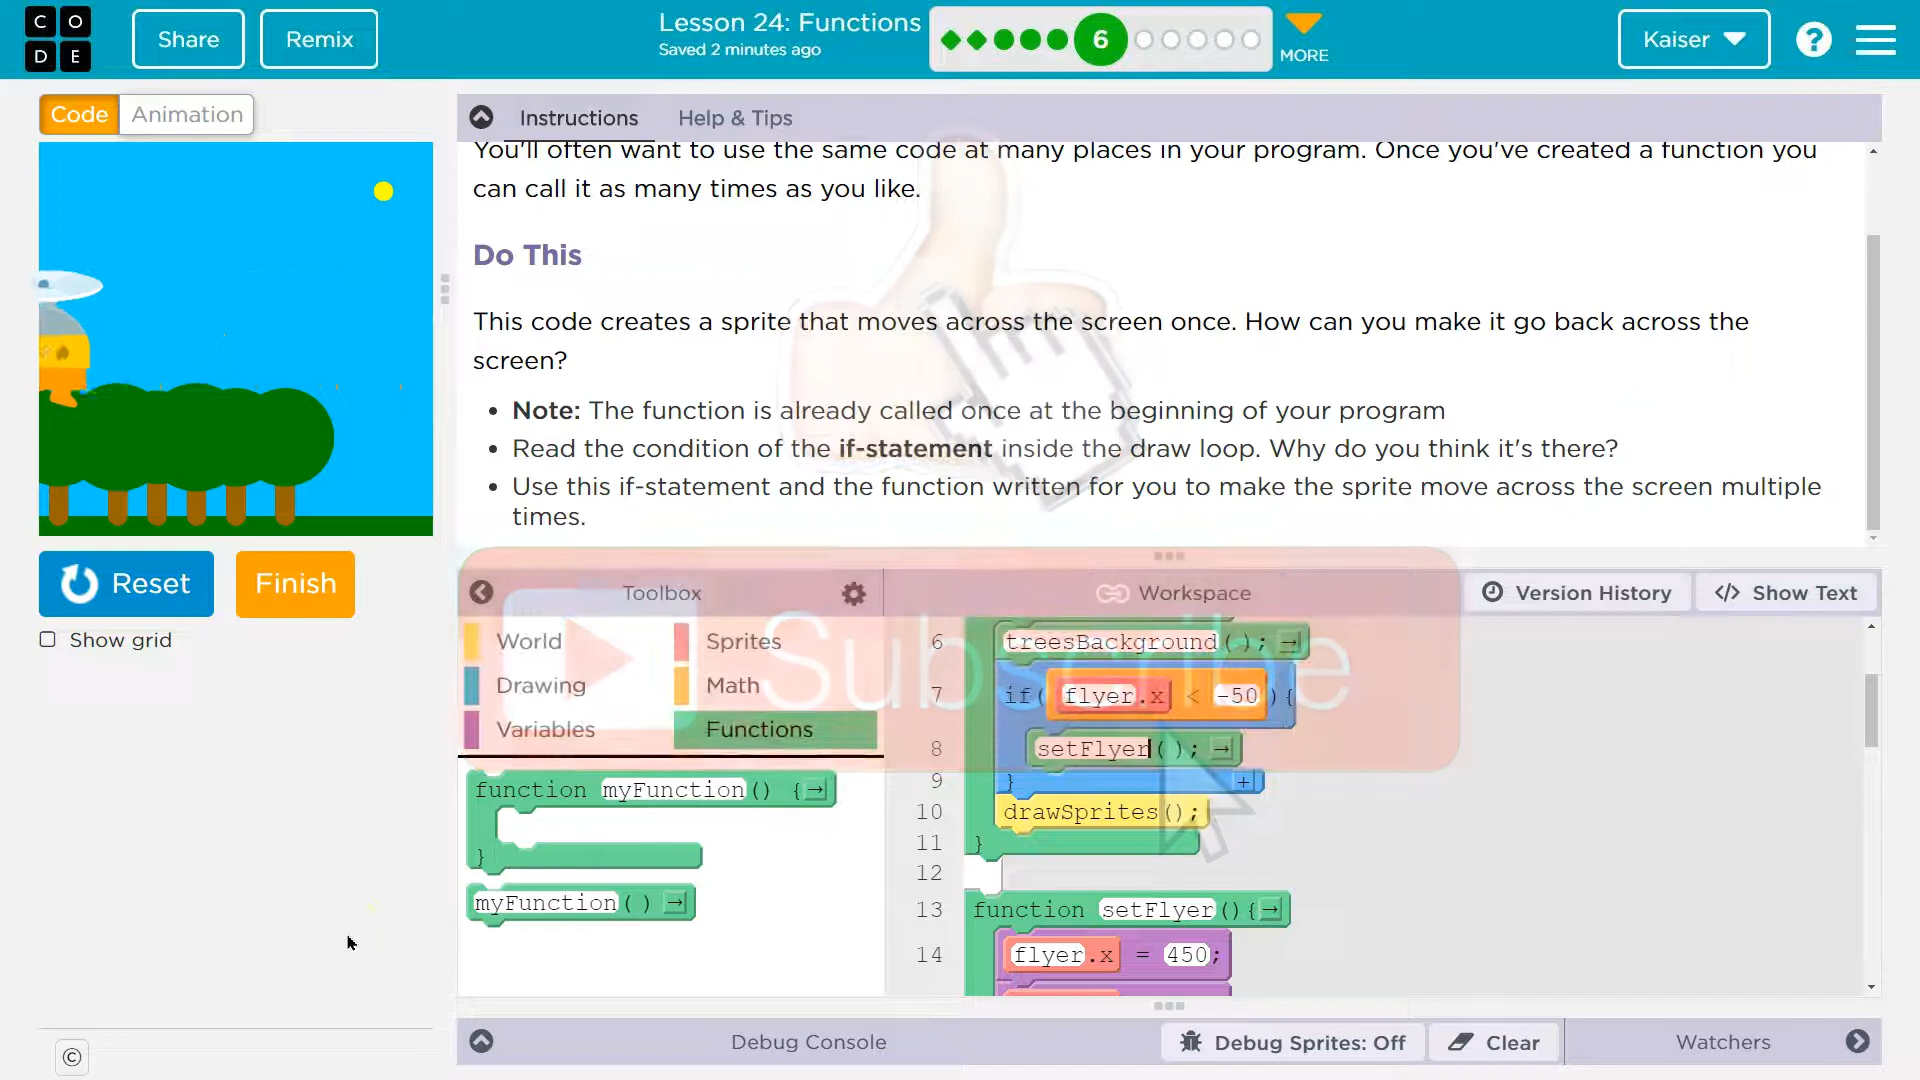 C O
D E
Share
Remix
Lesson 24: Functions
Saved 2 minutes ago
6
MORE
Kaiser
?
Code
Animation
Instructions
Help & Tips
You'll often want to use the same code at many places in your program. Once you've created a function you
can call it as many times as you like.
Do This
This code creates a sprite that moves across the screen once. How can you make it go back across the
screen?
• Note: The function is already called once at the beginning of your program
• Read the condition of the if-statement inside the draw loop. Why do you think it's there?
• Use this if-statement and the function written for you to make the sprite move across the screen multiple
times.
Reset
Finish
Show grid
Toolbox
Workspace
Version History
</> Show Text
World
Sprites
Drawing
Math
Variables
Functions
function myFunction() {→
}
myFunction() →
Subscribe
6 treesBackground(); →
7 if( flyer.x < -50 ){
8 setFlyer(); →
9 } +
10 drawSprites();
11 }
12
13 function setFlyer(){→
14 flyer.x = 450;
©
Debug Console
Debug Sprites: Off
Clear
Watchers